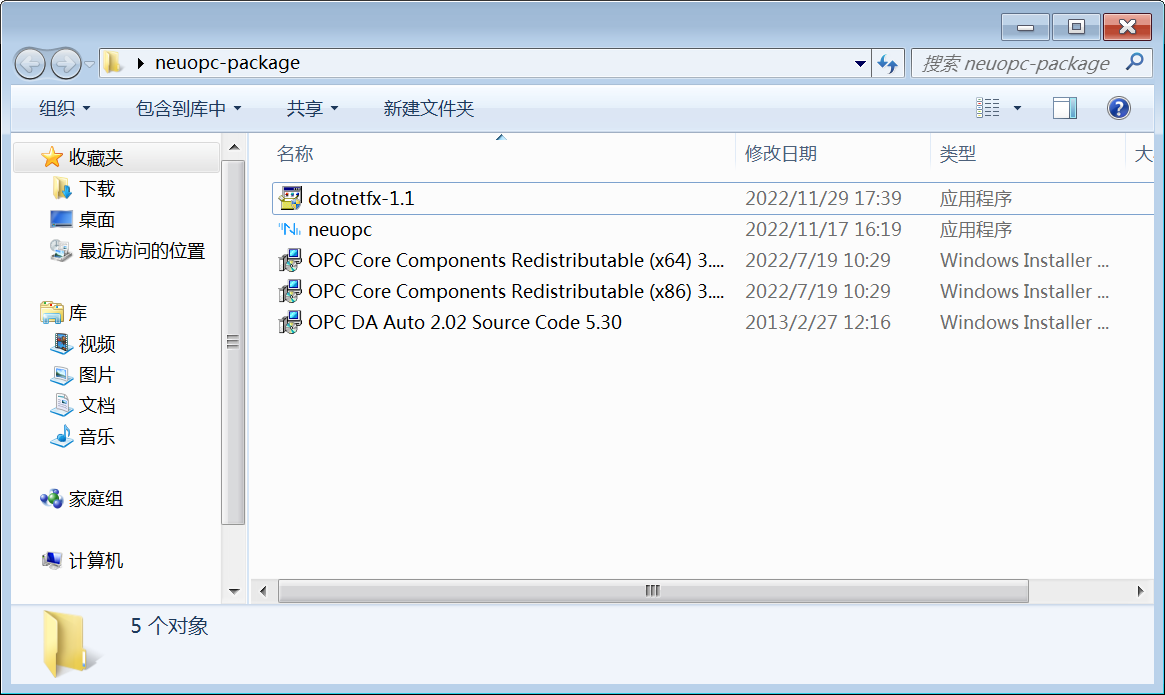 neuopc-package
搜索 neuopc-package
组织 包含到库中 共享 新建文件夹
收藏夹
下载
桌面
最近访问的位置
库
视频
图片
文档
音乐
家庭组
计算机
名称 修改日期 类型 大
dotnetfx-1.1 2022/11/29 17:39 应用程序
neuopc 2022/11/17 16:19 应用程序
OPC Core Components Redistributable (x64) 3.... 2022/7/19 10:29 Windows Installer ...
OPC Core Components Redistributable (x86) 3.... 2022/7/19 10:29 Windows Installer ...
OPC DA Auto 2.02 Source Code 5.30 2013/2/27 12:16 Windows Installer ...
5 个对象